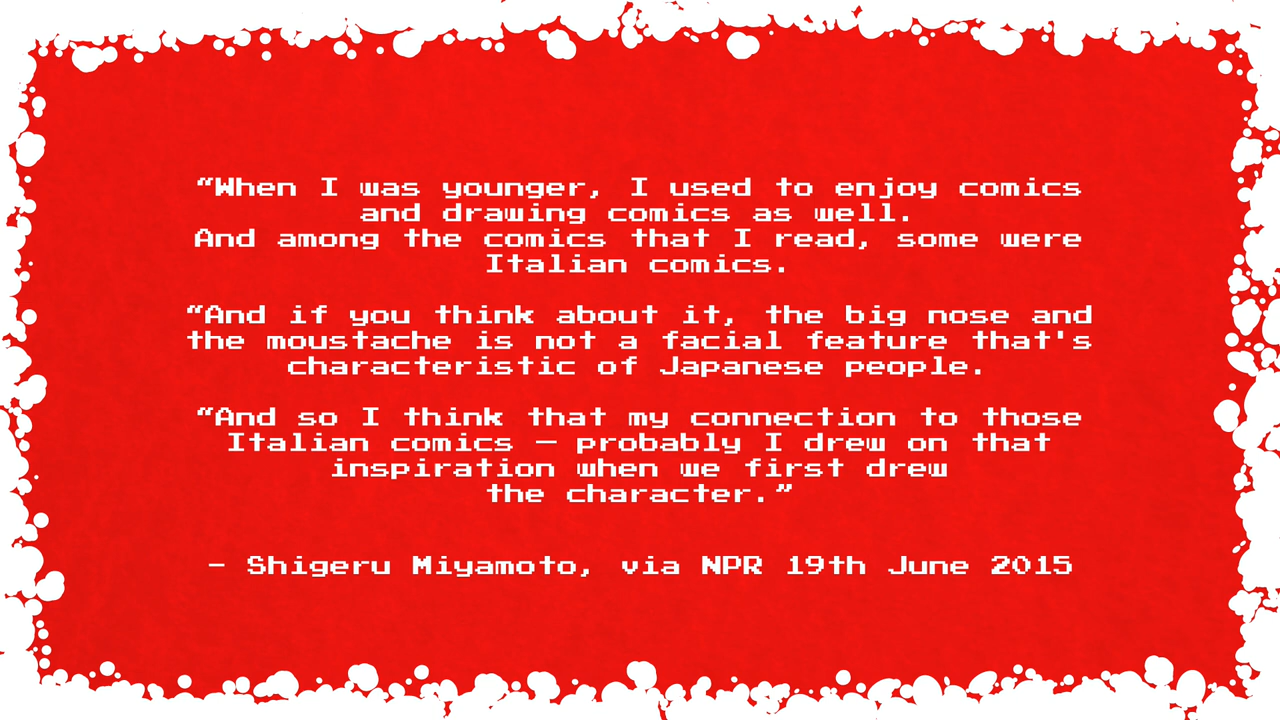 “When I was younger, I used to enjoy comics
and drawing comics as well.
And among the comics that I read, some were
Italian comics.
“And if you think about it, the big nose and
the moustache is not a facial feature that's
characteristic of Japanese people.
“And so I think that my connection to those
Italian comics — probably I drew on that
inspiration when we first drew
the character.”
- Shigeru Miyamoto, via NPR 19th June 2015